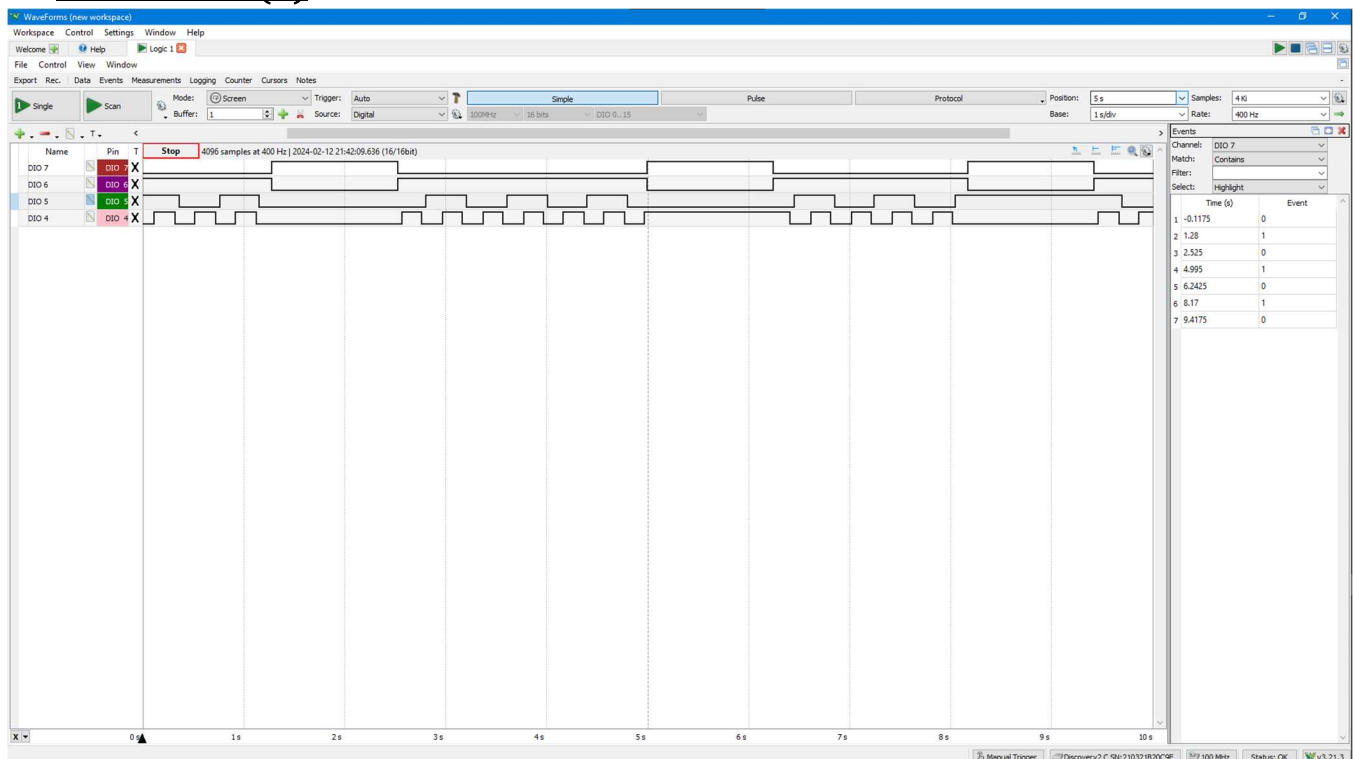 WaveForms (new workspace)
Workspace Control Settings Window Help
Welcome Help Logic 1
File Control View Window
Export Rec. Data Events Measurements Logging Counter Cursors Notes
Single Scan Mode: Screen Trigger: Auto Simple Pulse Protocol Position: 5 s Samples: 4 Ki
Buffer: 1 Source: Digital 100MHz 16 bits DIO 0..15 Base: 1 s/div Rate: 400 Hz
T
Name Pin T Stop 4096 samples at 400 Hz | 2024-02-12 21:42:09.636 (16/16bit)
DIO 7 DIO 7 X
DIO 6 DIO 6 X
DIO 5 DIO 5 X
DIO 4 DIO 4 X
X 0 s 1 s 2 s 3 s 4 s 5 s 6 s 7 s 8 s 9 s 10 s
Events
Channel: DIO 7
Match: Contains
Filter:
Select: Highlight
Time (s) Event
1 -0.1175 0
2 1.28 1
3 2.525 0
4 4.995 1
5 6.2425 0
6 8.17 1
7 9.4175 0
Manual Trigger Discovery2 C SN:210321B20C9E 100 MHz Status: OK v3.21.3